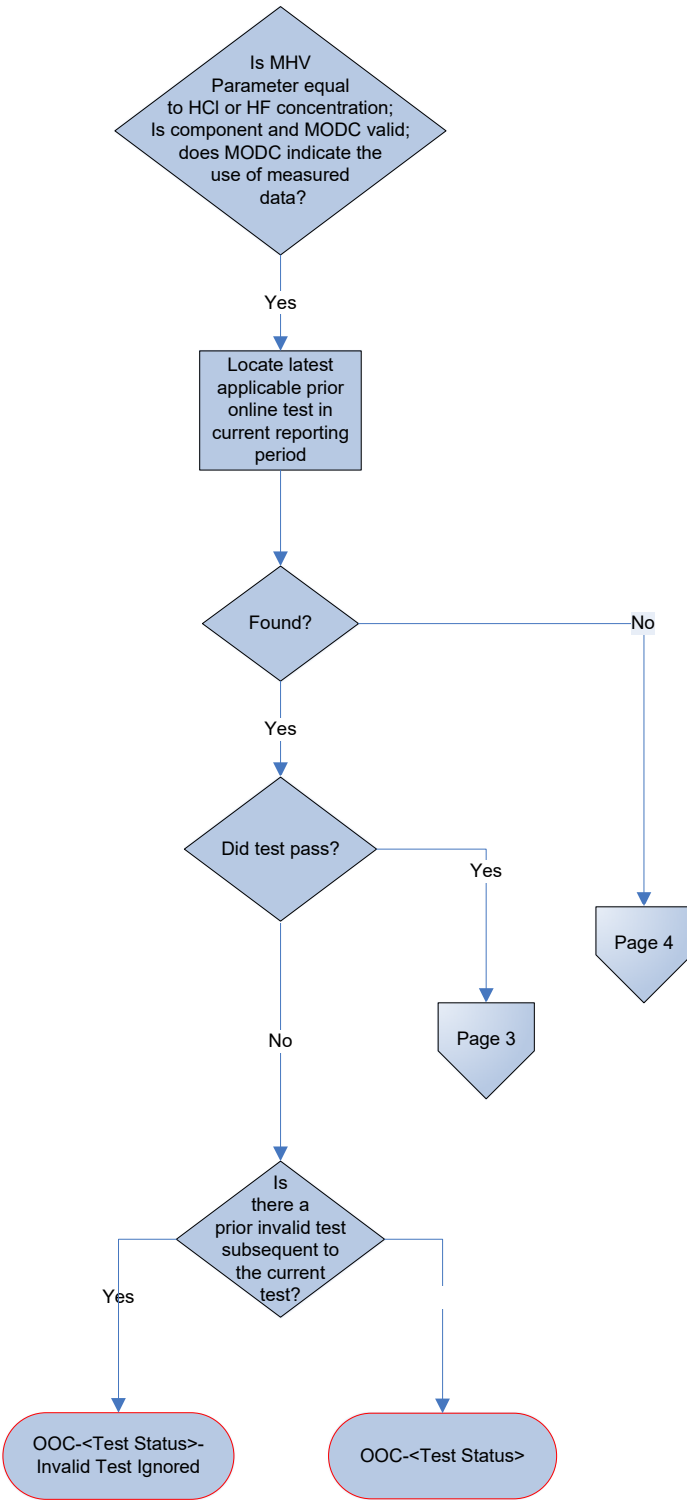 Is MHV
Parameter equal
to HCl or HF concentration;
Is component and MODC valid;
does MODC indicate the
use of measured
data?
Yes
Locate latest
applicable prior
online test in
current reporting
period
Found?
No
Yes
Did test pass?
Yes
Page 4
Page 3
No
Is
there a
prior invalid test
subsequent to
the current
test?
Yes
OOC-<Test Status>-
Invalid Test Ignored
OOC-<Test Status>